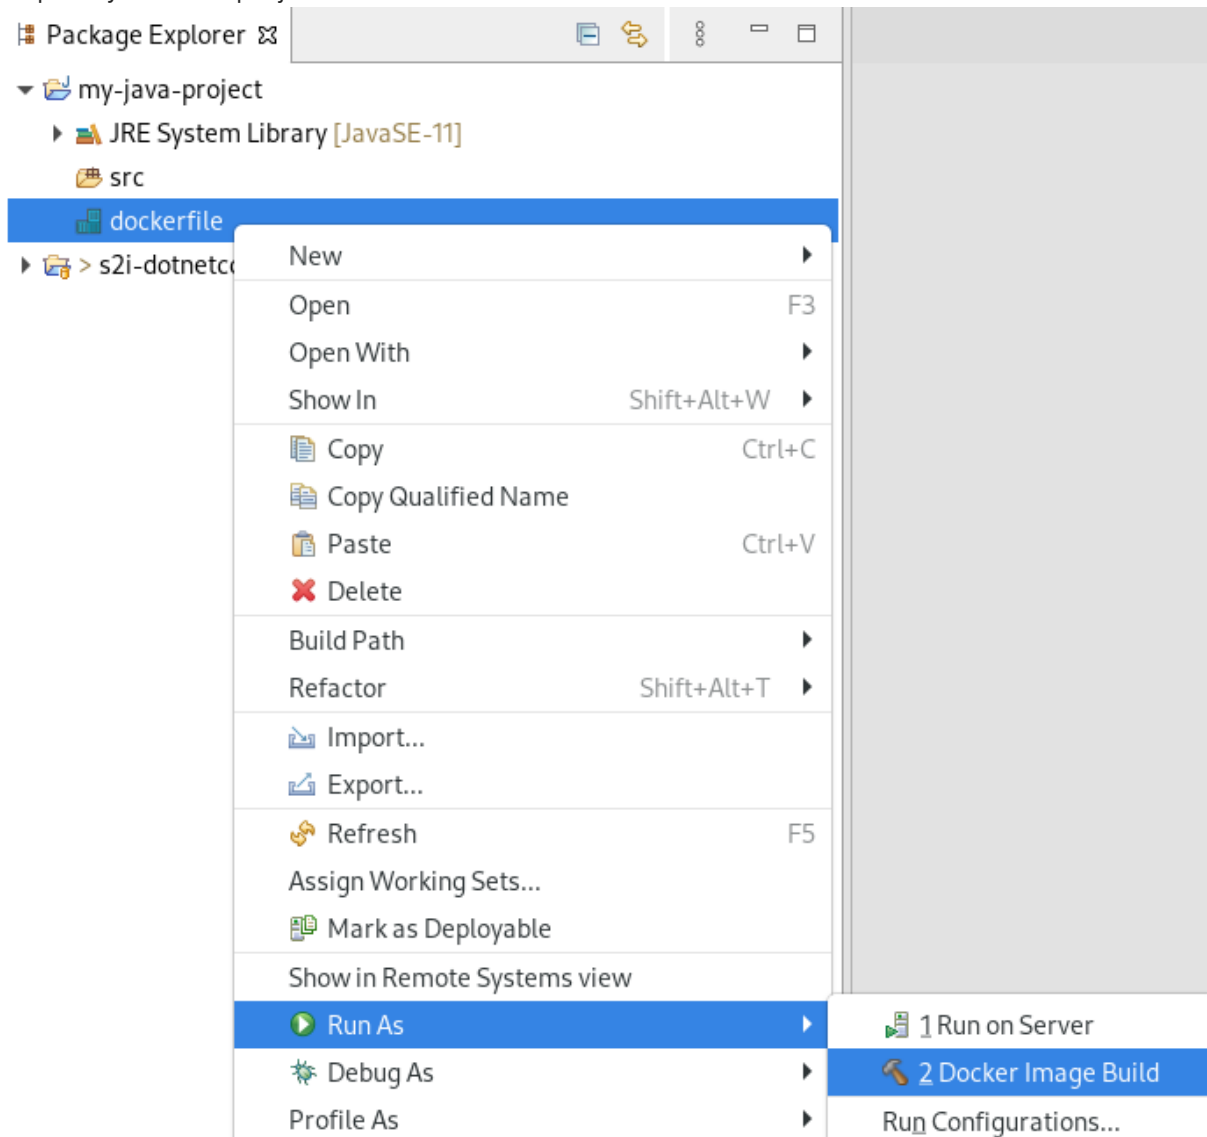 Package Explorer
my-java-project
JRE System Library [JavaSE-11]
src
dockerfile
> s2i-dotnetc
New
Open F3
Open With
Show In Shift+Alt+W
Copy Ctrl+C
Copy Qualified Name
Paste Ctrl+V
Delete
Build Path
Refactor Shift+Alt+T
Import...
Export...
Refresh F5
Assign Working Sets...
Mark as Deployable
Show in Remote Systems view
Run As 1 Run on Server
Debug As 2 Docker Image Build
Profile As Run Configurations...